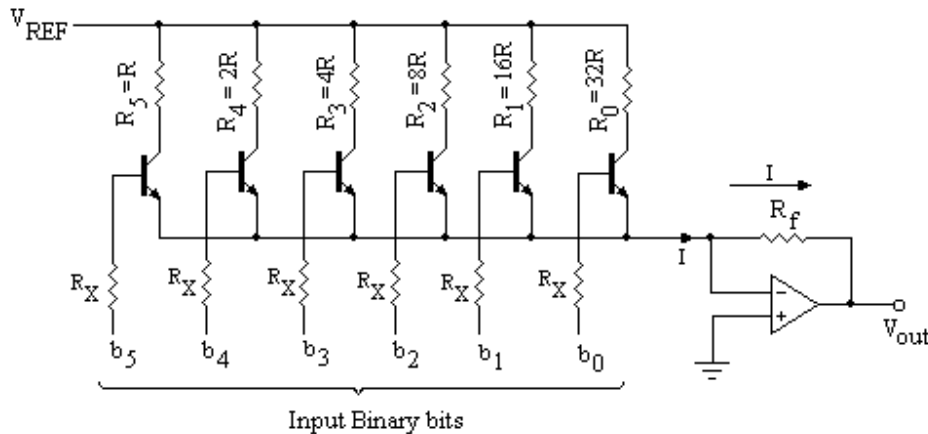 V_REF
R_5 = R
R_4 = 2R
R_3 = 4R
R_2 = 8R
R_1 = 16R
R_0 = 32R
I
R_f
I
R_X
R_X
R_X
R_X
R_X
R_X
−
+
V_out
b_5
b_4
b_3
b_2
b_1
b_0
Input Binary bits